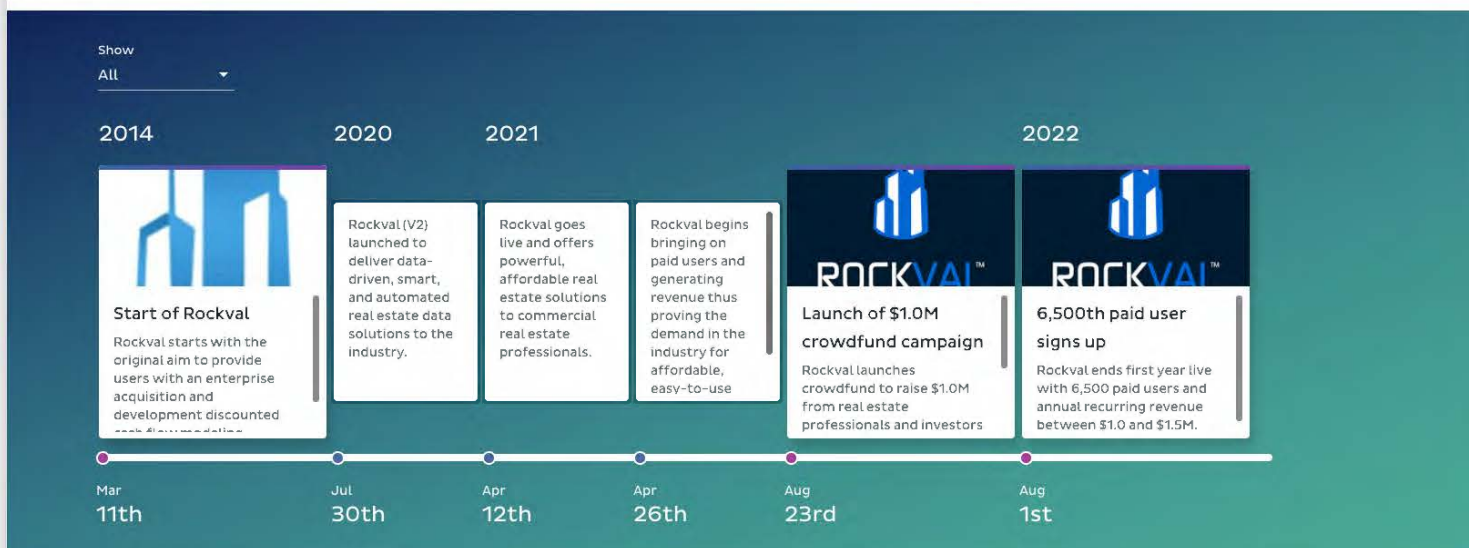 Show
All
2014
2020
2021
2022
Start of Rockval
Rockval starts with the
original aim to provide
users with an enterprise
acquisition and
development discounted
cash flow modeling
Rockval (V2)
launched to
deliver data-
driven, smart,
and automated
real estate data
solutions to the
industry.
Rockval goes
live and offers
powerful,
affordable real
estate solutions
to commercial
real estate
professionals.
Rockval begins
bringing on
paid users and
generating
revenue thus
proving the
demand in the
industry for
affordable,
easy-to-use
ROCKVAL™
Launch of $1.0M
crowdfund campaign
Rockval launches
crowdfund to raise $1.0M
from real estate
professionals and investors
ROCKVAL™
6,500th paid user
signs up
Rockval ends first year live
with 6,500 paid users and
annual recurring revenue
between $1.0 and $1.5M.
Mar
11th
Jul
30th
Apr
12th
Apr
26th
Aug
23rd
Aug
1st